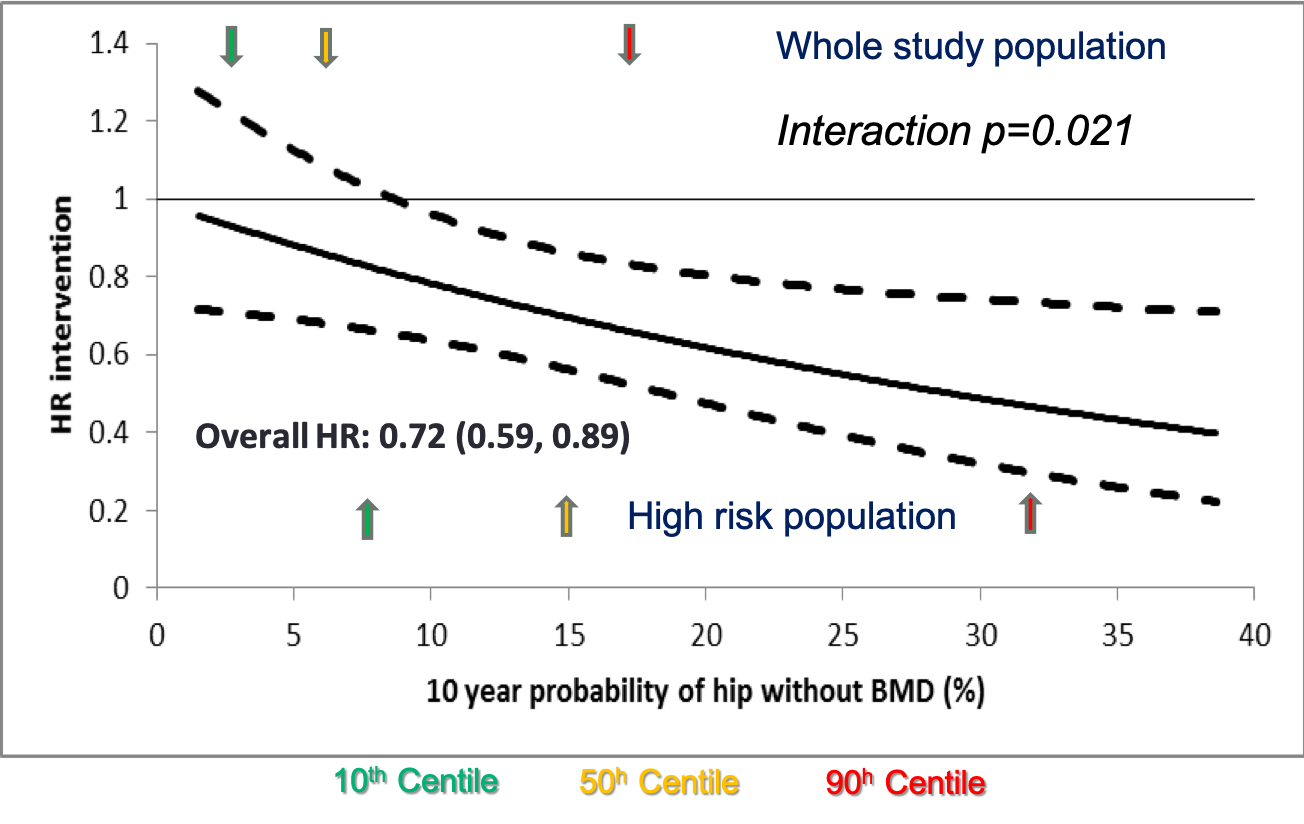 Whole study population
Interaction p=0.021
1.4
1.2
1
0.8
0.6
0.4
0.2
0
HR intervention
Overall HR: 0.72 (0.59, 0.89)
High risk population
0 5 10 15 20 25 30 35 40
10 year probability of hip without BMD (%)
10th Centile 50h Centile 90h Centile